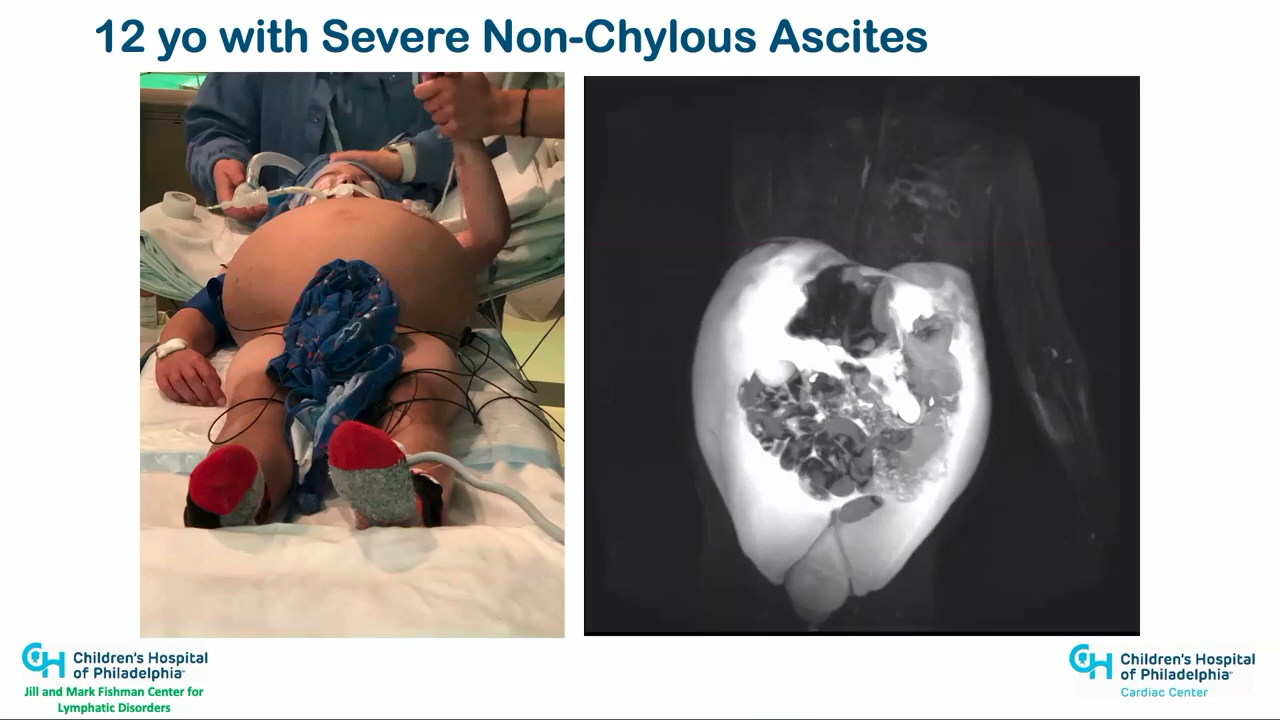 12 yo with Severe Non-Chylous Ascites
Children's Hospital
of Philadelphia
Jill and Mark Fishman Center for
Lymphatic Disorders
Children's Hospital
of Philadelphia
Cardiac Center